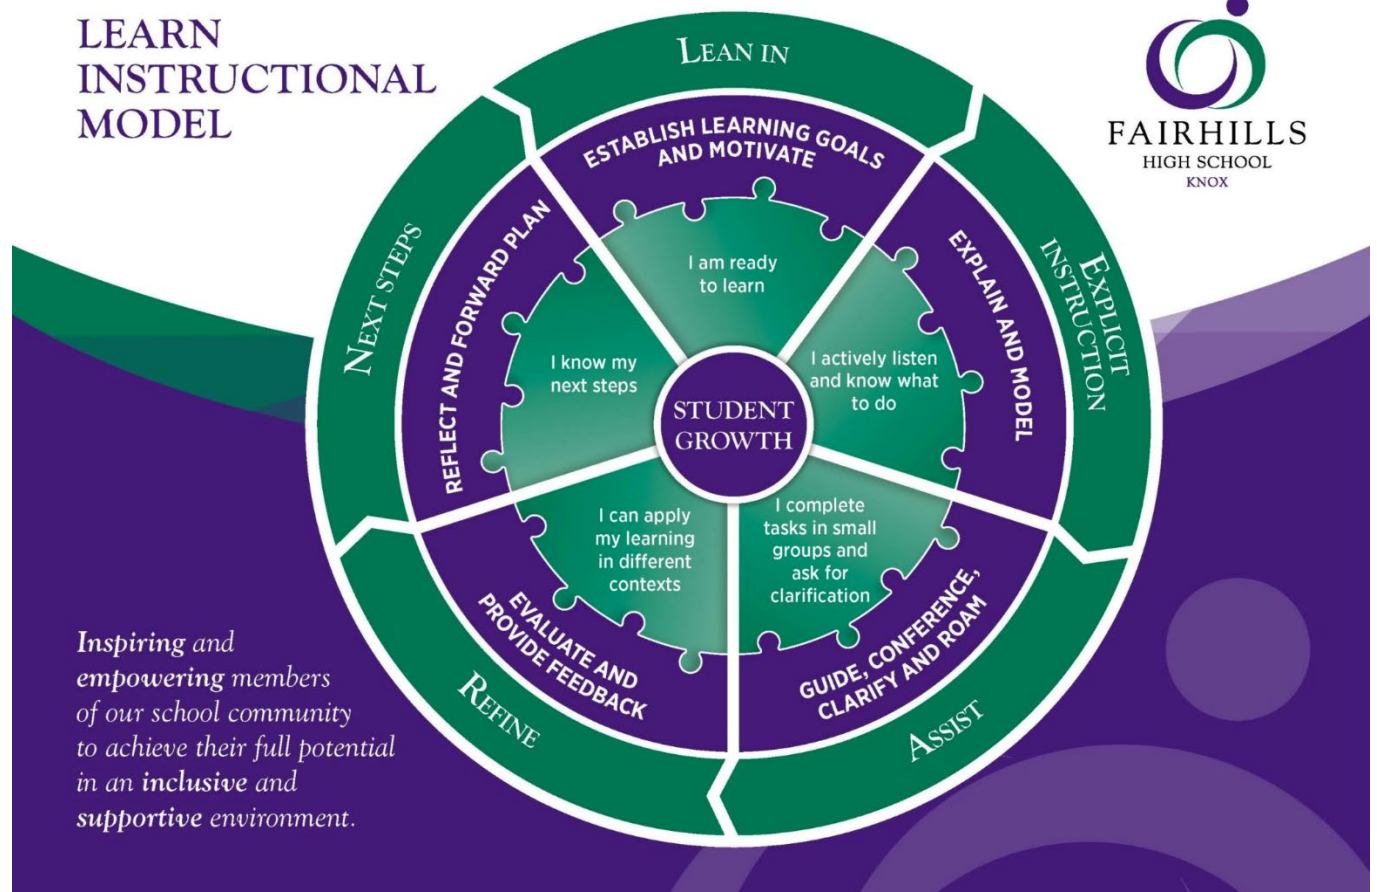 LEARN
INSTRUCTIONAL
MODEL
FAIRHILLS
HIGH SCHOOL
KNOX
LEAN IN
ESTABLISH LEARNING GOALS
AND MOTIVATE
I am ready
to learn
EXPLICIT
INSTRUCTION
EXPLAIN AND MODEL
I actively listen
and know what
to do
ASSIST
GUIDE, CONFERENCE,
CLARIFY AND ROAM
I complete
tasks in small
groups and
ask for
clarification
REFINE
EVALUATE AND
PROVIDE FEEDBACK
I can apply
my learning
in different
contexts
NEXT STEPS
REFLECT AND FORWARD PLAN
I know my
next steps
STUDENT
GROWTH
Inspiring and
empowering members
of our school community
to achieve their full potential
in an inclusive and
supportive environment.